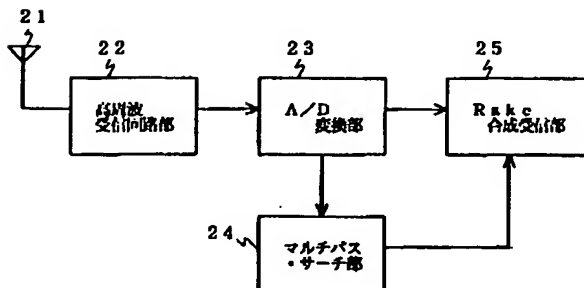 21
22
23
25
高周波
受信回路部
A/D
変換部
Rake
合成受信部
24
マルチパス
・サーチ部